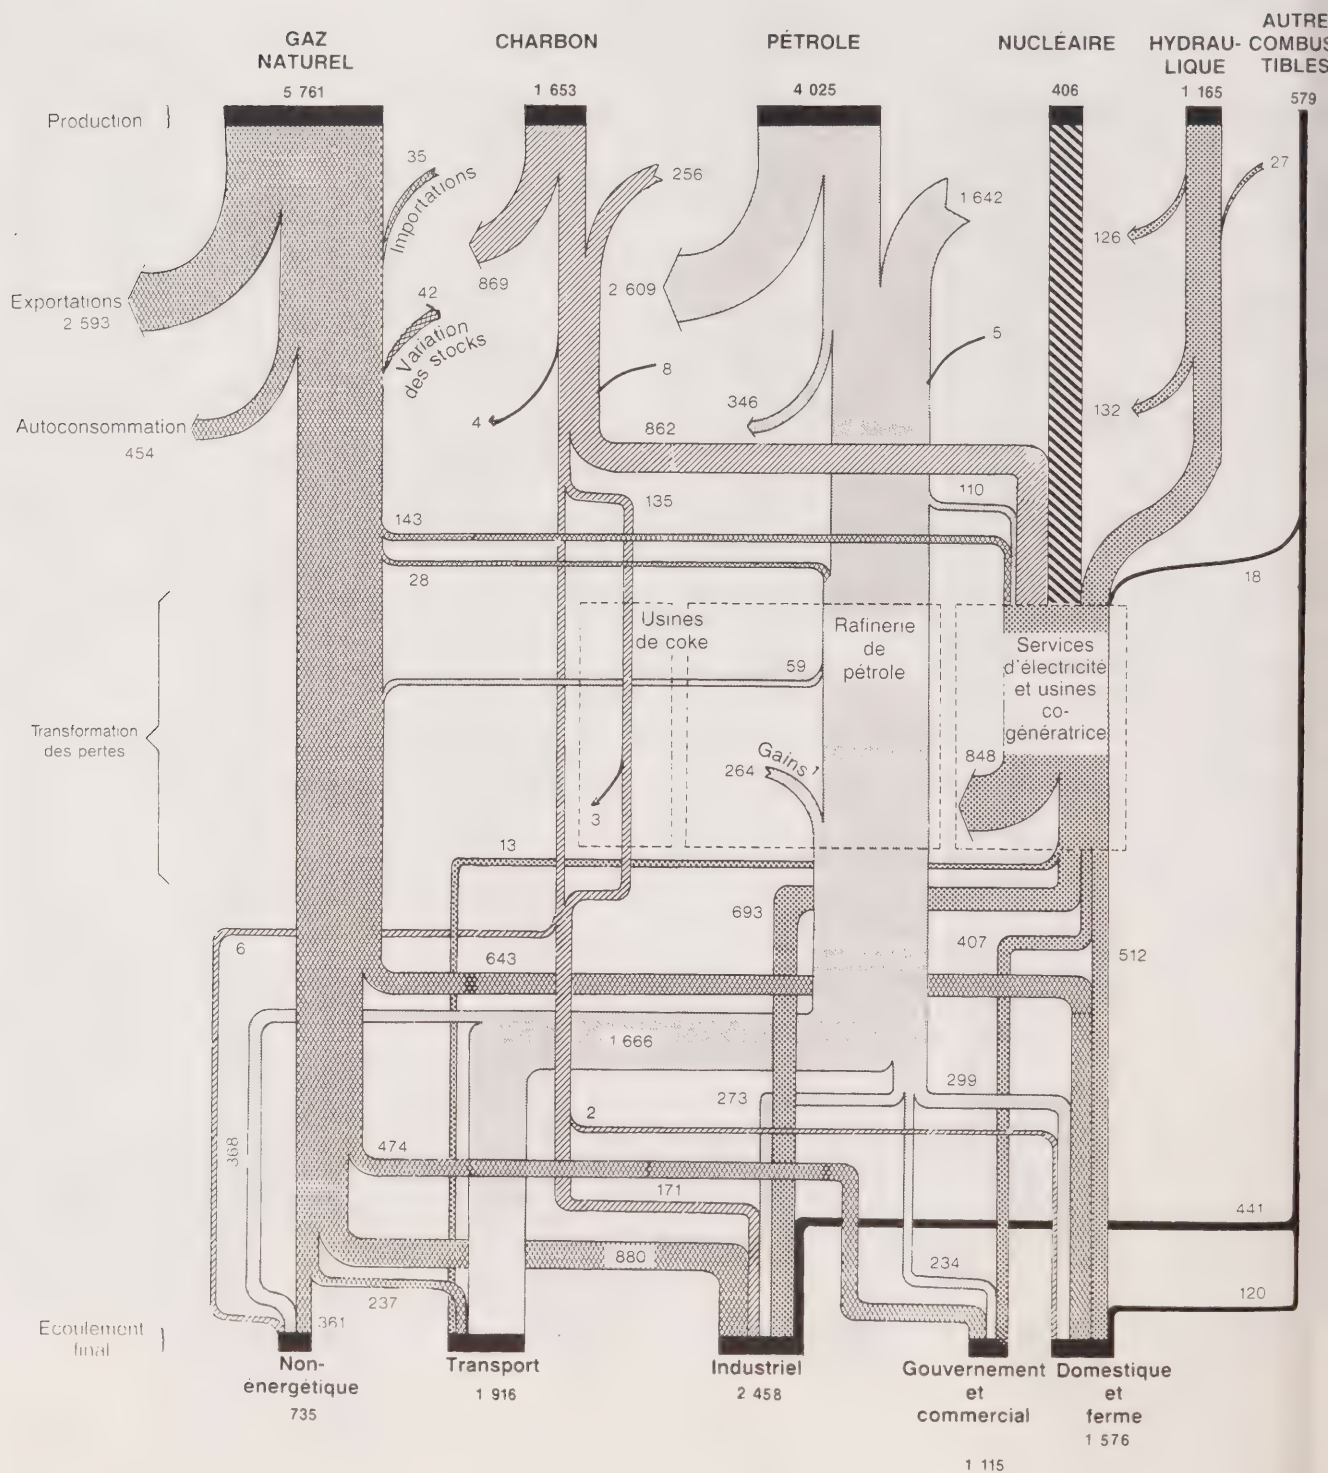 GAZ
NATUREL
5 761
CHARBON
1 653
PÉTROLE
4 025
NUCLÉAIRE
406
HYDRAU-
LIQUE
1 165
AUTRE
COMBUS
TIBLES
579
Production
35
Importations
256
1 642
27
126
Exportations
2 593
869
2 609
42
Variation
des stocks
8
5
4
346
132
Autoconsommation
454
862
135
110
143
28
18
Usines
de coke
Rafinerie
de
pétrole
Services
d'électricité
et usines
co-
génératrice
59
Transformation
des pertes
Gains 1
264
848
3
13
693
407
512
6
643
1 666
273
299
2
368
474
171
441
880
234
120
237
361
Ecoulement
final
Non-
énergétique
735
Transport
1 916
Industriel
2 458
Gouvernement
et
commercial
1 115
Domestique
et
ferme
1 576